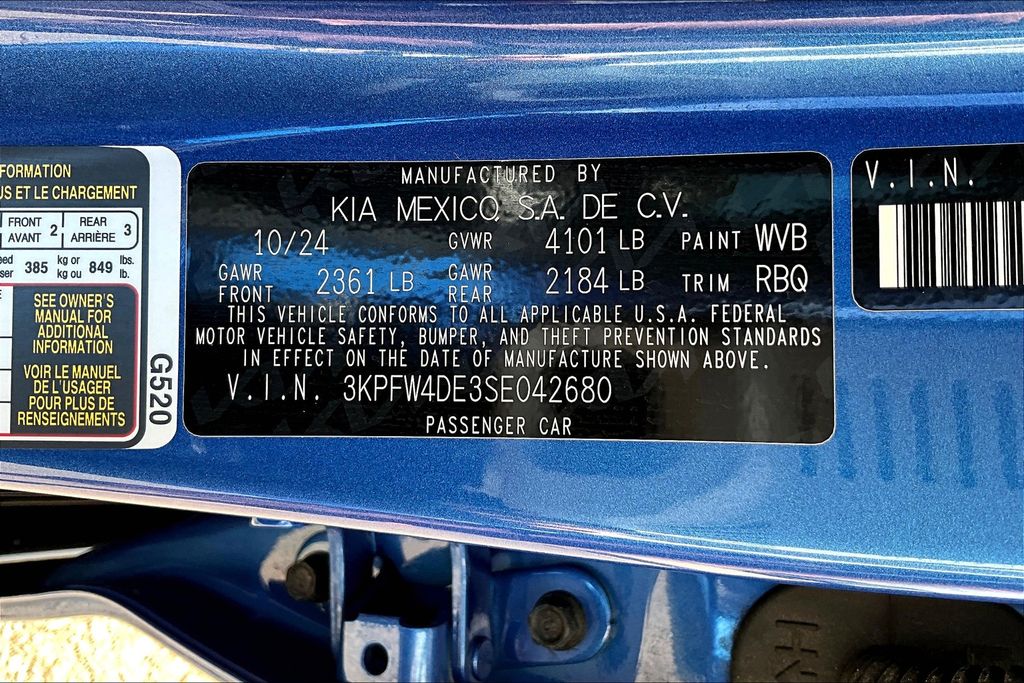 FORMATION
US ET LE CHARGEMENT
FRONT
AVANT 2
REAR
ARRIÈRE 3
385 kg or
kg ou 849 lbs.
lb.
SEE OWNER'S
MANUAL FOR
ADDITIONAL
INFORMATION
VOIR LE MANUEL
DE L'USAGER
POUR PLUS DE
RENSEIGNEMENTS
G520
MANUFACTURED BY
KIA MEXICO, S.A. DE C.V.
10/24 GVWR 4101 LB PAINT WVB
GAWR
FRONT 2361 LB GAWR
REAR 2184 LB TRIM RBQ
THIS VEHICLE CONFORMS TO ALL APPLICABLE U.S.A. FEDERAL
MOTOR VEHICLE SAFETY, BUMPER, AND THEFT PREVENTION STANDARDS
IN EFFECT ON THE DATE OF MANUFACTURE SHOWN ABOVE.
V.I.N. 3KPFW4DE3SE042680
PASSENGER CAR
V.I.N.